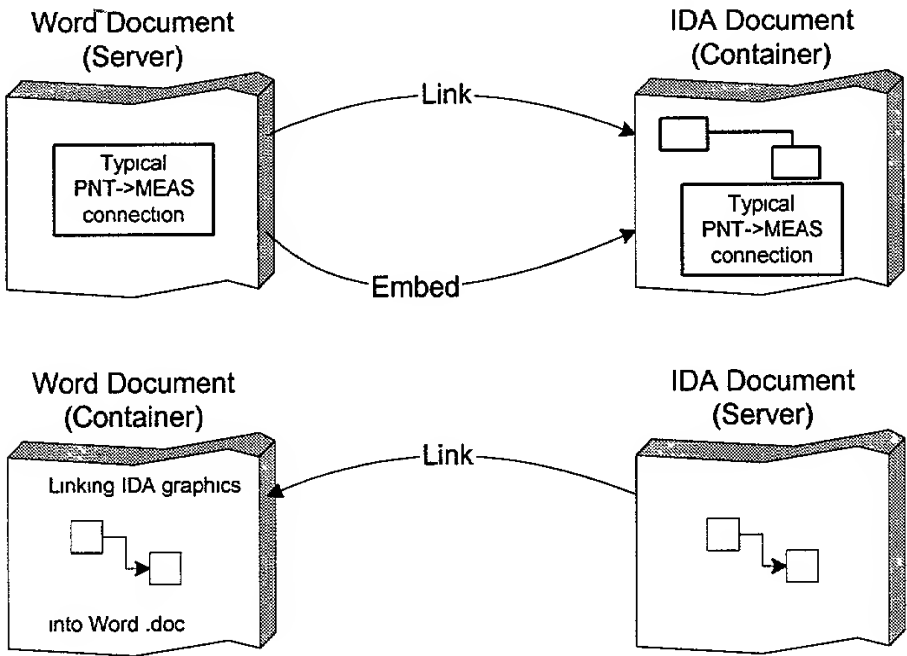 Word Document
(Server)
IDA Document
(Container)
Link
Typical
PNT->MEAS
connection
Typical
PNT->MEAS
connection
Embed
Word Document
(Container)
IDA Document
(Server)
Link
Linking IDA graphics
into Word .doc